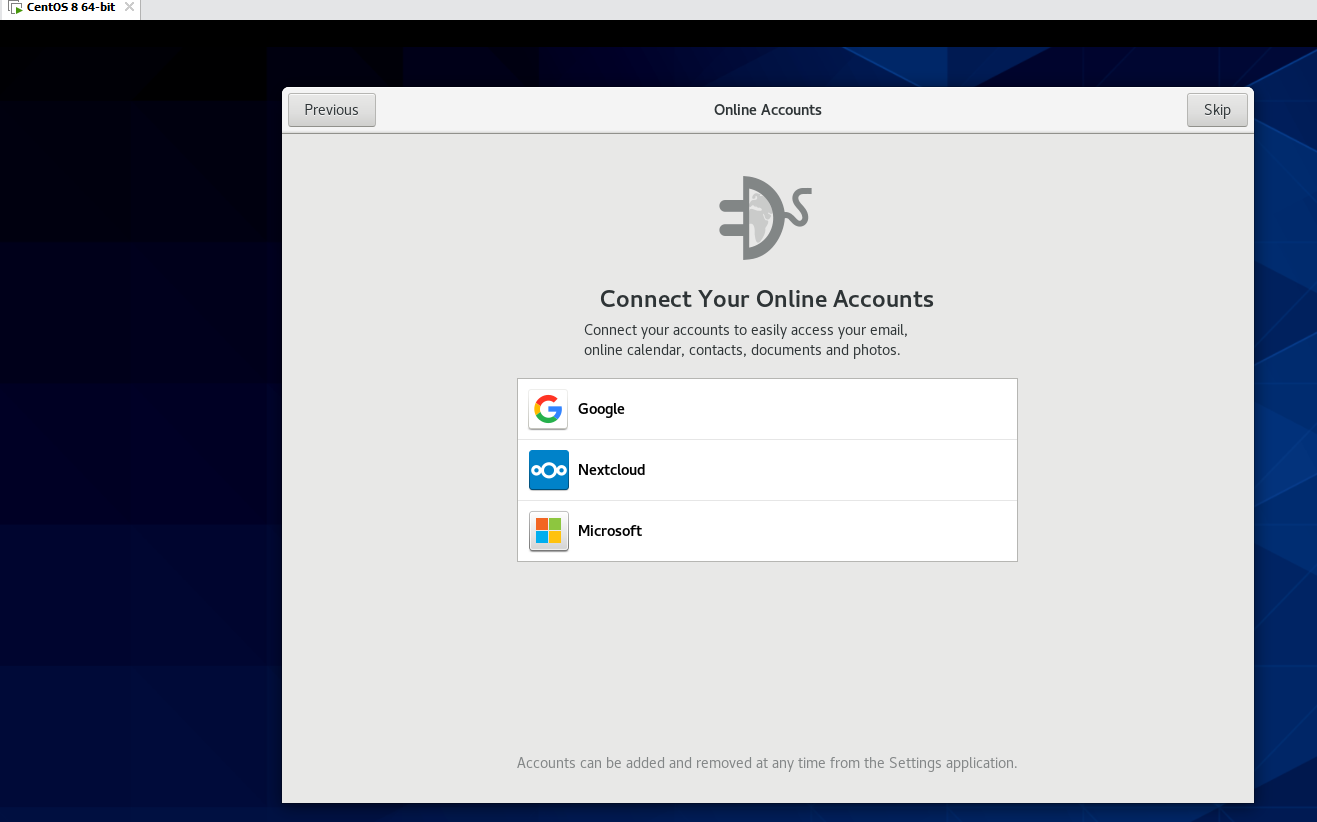 CentOS 8 64-bit
Previous
Online Accounts
Skip
Connect Your Online Accounts
Connect your accounts to easily access your email,
online calendar, contacts, documents and photos.
Google
Nextcloud
Microsoft
Accounts can be added and removed at any time from the Settings application.